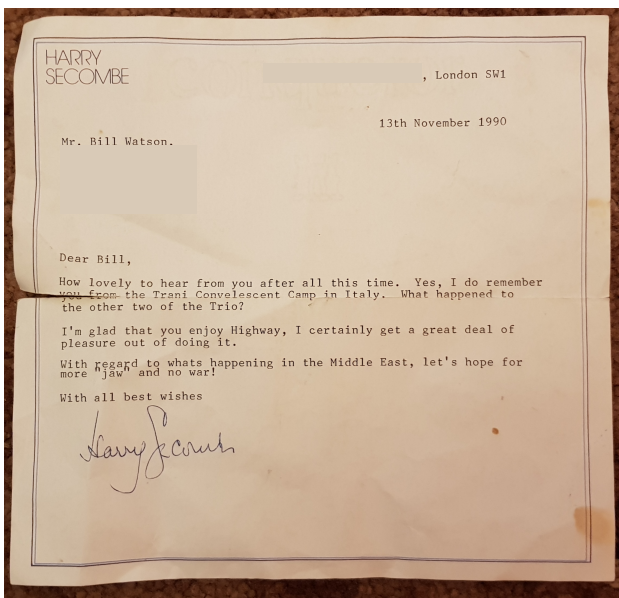 HARRY
SECOMBE
, London SW1
13th November 1990
Mr. Bill Watson.
Dear Bill,
How lovely to hear from you after all this time. Yes, I do remember
you from the Trani Convelescent Camp in Italy. What happened to
the other two of the Trio?
I'm glad that you enjoy Highway, I certainly get a great deal of
pleasure out of doing it.
With regard to whats happening in the Middle East, let's hope for
more "jaw" and no war!
With all best wishes
Harry Secombe